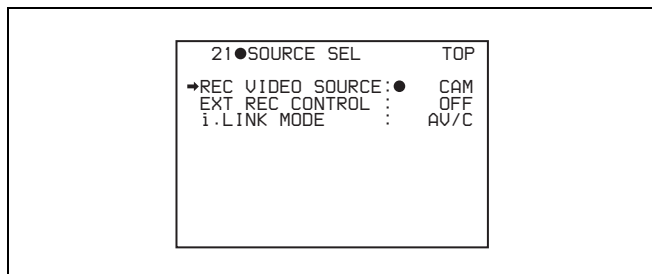 21●SOURCE SEL TOP
➡REC VIDEO SOURCE:● CAM
EXT REC CONTROL : OFF
i.LINK MODE : AV/C